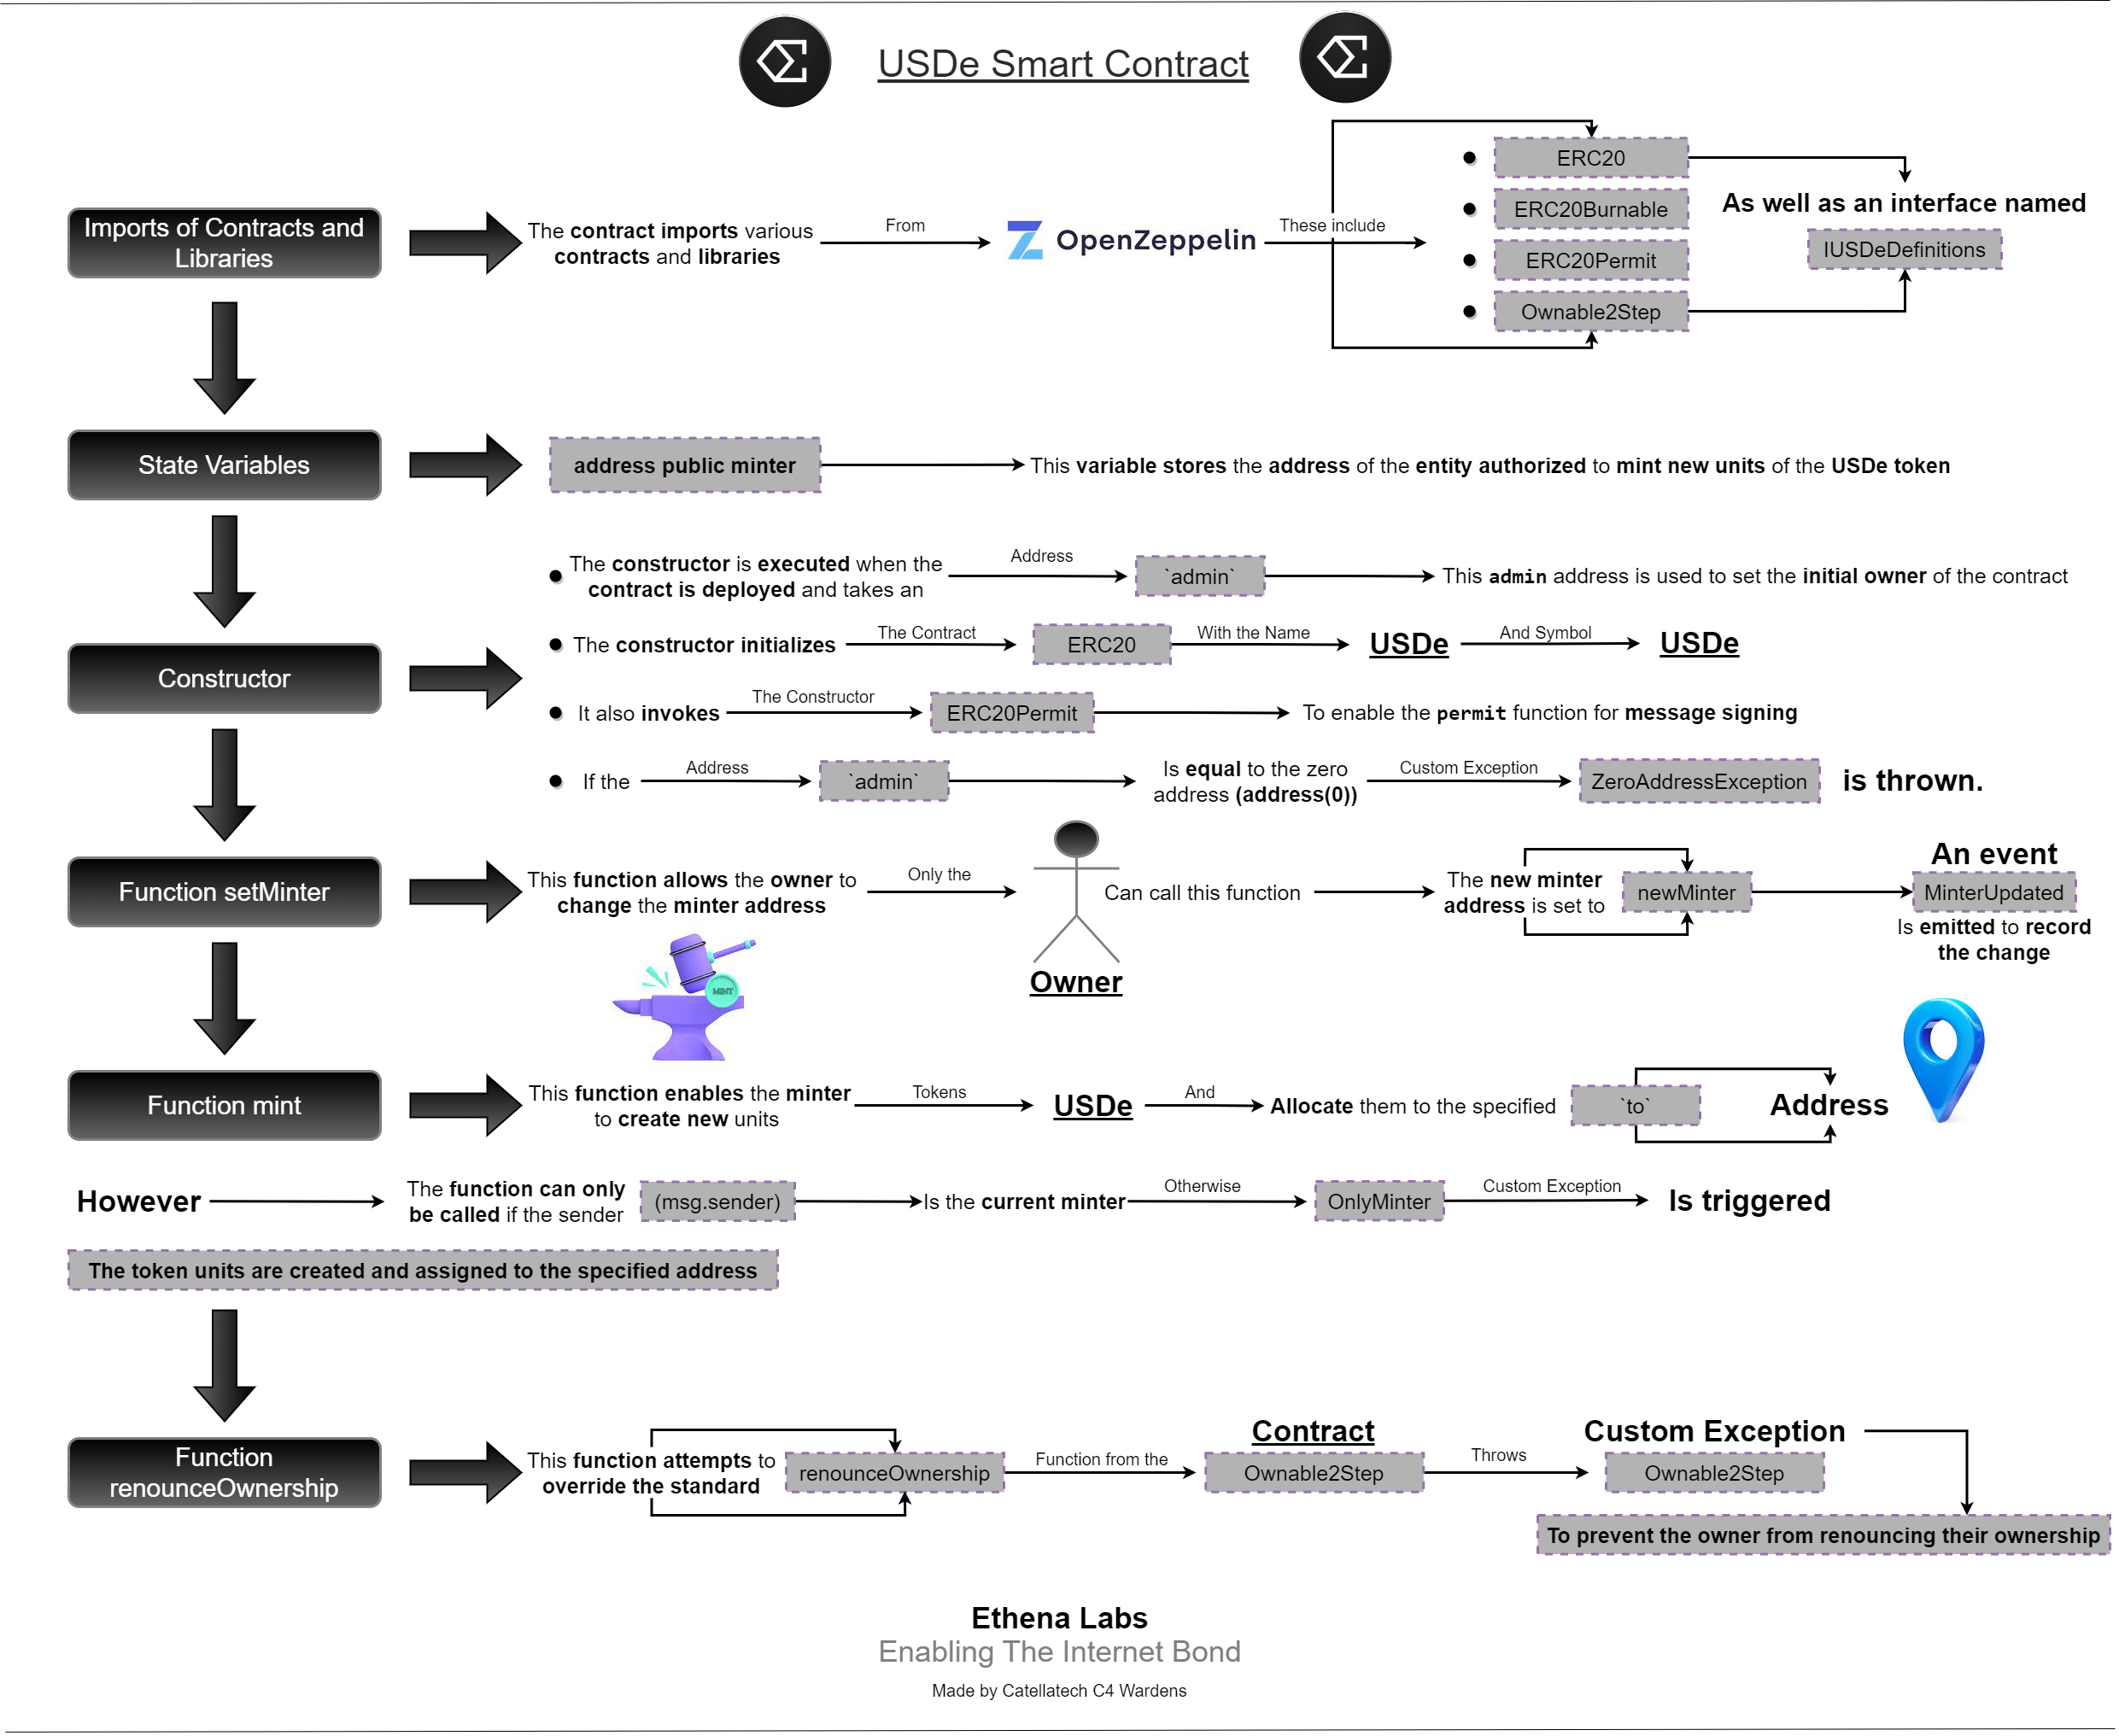 USDe Smart Contract
Imports of Contracts and
Libraries
The contract imports various
contracts and libraries
From
OpenZeppelin
These include
ERC20
ERC20Burnable
ERC20Permit
Ownable2Step
As well as an interface named
IUSDeDefinitions
State Variables
address public minter
This variable stores the address of the entity authorized to mint new units of the USDe token
Constructor
The constructor is executed when the
contract is deployed and takes an
Address
`admin`
This admin address is used to set the initial owner of the contract
The constructor initializes
The Contract
ERC20
With the Name
USDe
And Symbol
USDe
It also invokes
The Constructor
ERC20Permit
To enable the permit function for message signing
If the
Address
`admin`
Is equal to the zero
address (address(0))
Custom Exception
ZeroAddressException
is thrown.
Function setMinter
This function allows the owner to
change the minter address
Only the
Owner
Can call this function
The new minter
address is set to
newMinter
An event
MinterUpdated
Is emitted to record
the change
MINT
Function mint
This function enables the minter
to create new units
Tokens
USDe
And
Allocate them to the specified
`to`
Address
However
The function can only
be called if the sender
(msg.sender)
Is the current minter
Otherwise
OnlyMinter
Custom Exception
Is triggered
The token units are created and assigned to the specified address
Function
renounceOwnership
This function attempts to
override the standard
renounceOwnership
Function from the
Contract
Ownable2Step
Throws
Custom Exception
Ownable2Step
To prevent the owner from renouncing their ownership
Ethena Labs
Enabling The Internet Bond
Made by Catellatech C4 Wardens